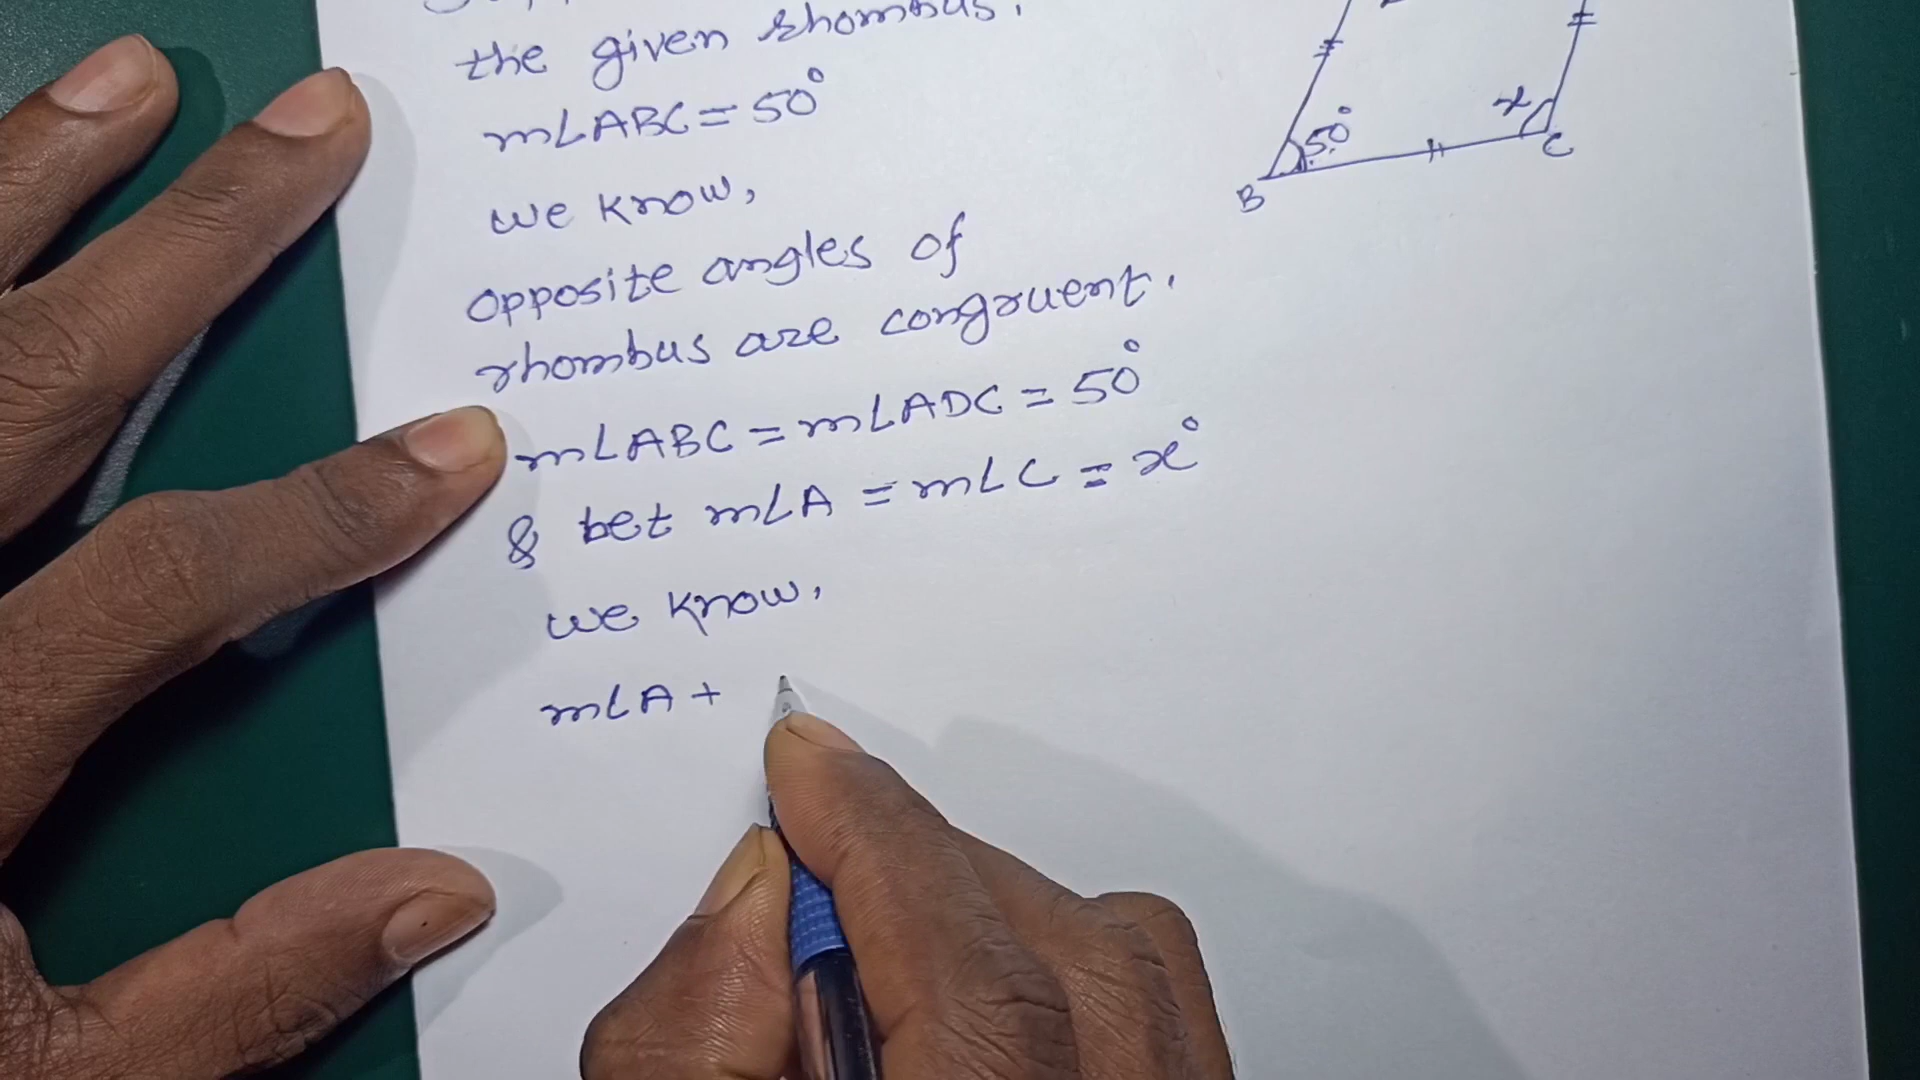 the given rhombus.
m∠ABC = 50°
we know,
opposite angles of
rhombus are congruent.
m∠ABC = m∠ADC = 50°
& let m∠A = m∠C = x°
we know,
m∠A +
50°
x
B
C